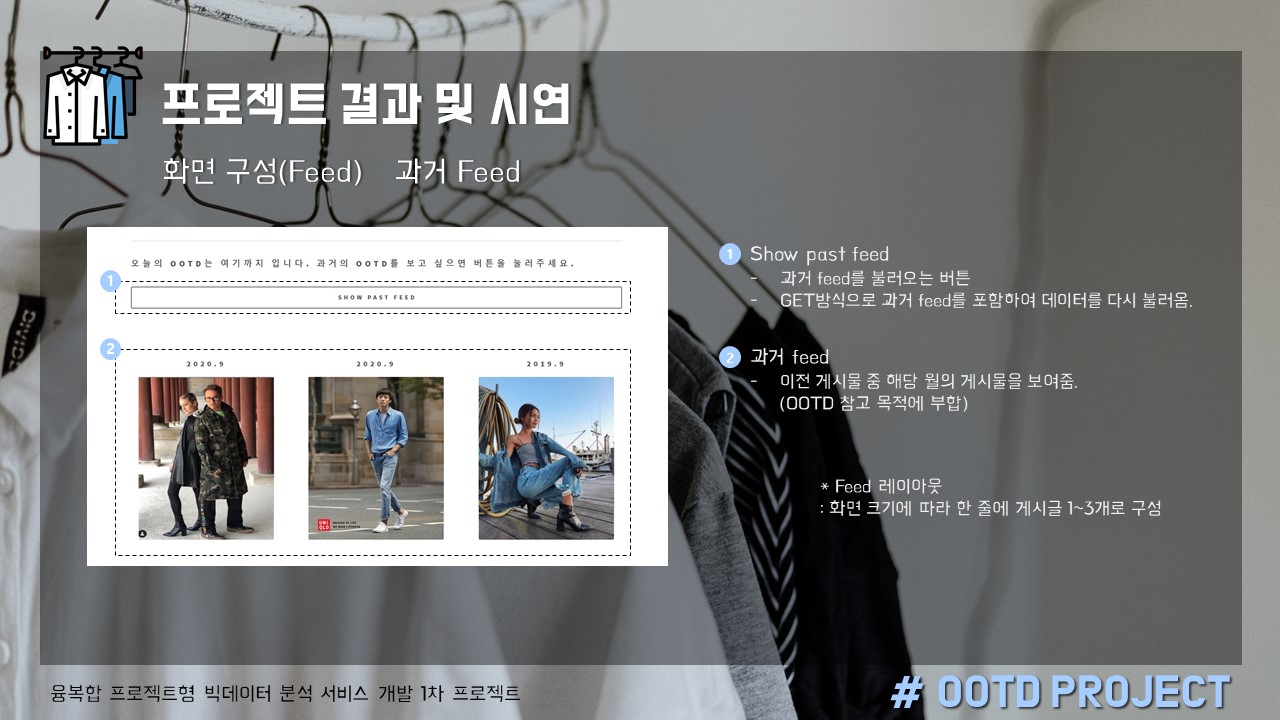 프로젝트 결과 및 시연
화면 구성(Feed) 과거 Feed
오늘의 OOTD는 여기까지 입니다. 과거의 OOTD를 보고 싶으면 버튼을 눌러주세요.
1
SHOW PAST FEED
2
2020.9 2020.9 2019.9
UNIQLO
1 Show past feed
- 과거 feed를 불러오는 버튼
- GET방식으로 과거 feed를 포함하여 데이터를 다시 불러옴.
2 과거 feed
- 이전 게시물 중 해당 월의 게시물을 보여줌.
(OOTD 참고 목적에 부합)
* Feed 레이아웃
: 화면 크기에 따라 한 줄에 게시글 1~3개로 구성
융복합 프로젝트형 빅데이터 분석 서비스 개발 1차 프로젝트
# OOTD PROJECT